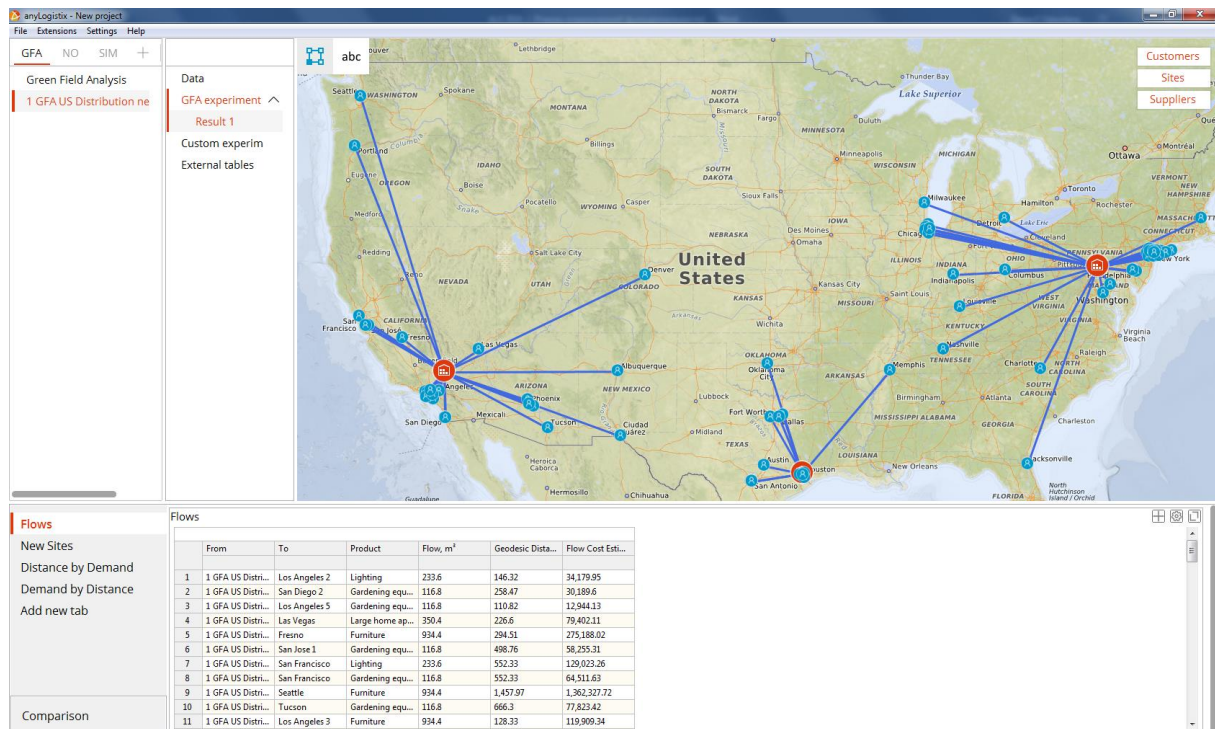 anyLogistix - New project
File Extensions Settings Help
GFA NO SIM
Green Field Analysis
1 GFA US Distribution ne
Data
GFA experiment
Result 1
Custom experim
External tables
abc
Customers
Sites
Suppliers
Lethbridge
Thunder Bay
Lake Superior
Seattle
WASHINGTON
Spokane
MONTANA
NORTH
DAKOTA
Bismarck
Fargo
Duluth
MINNESOTA
Ottawa
Montréal
Portland
Columbia
Billings
Minneapolis
WISCONSIN
MICHIGAN
VERMONT
NEW
HAMPSHIRE
Eugene
OREGON
IDAHO
Boise
SOUTH
DAKOTA
Toronto
Hamilton
Rochester
Medford
Snake
Pocatello
WYOMING
Casper
Sioux Falls
Milwaukee
Detroit
Lake Erie
CONNECTICUT
Redding
Salt Lake City
NEBRASKA
IOWA
Des Moines
Omaha
Cleveland
PENNSYLVANIA
Reno
NEVADA
UTAH
Denver
COLORADO
United
States
ILLINOIS
INDIANA
OHIO
Columbus
Indianapolis
KANSAS
Kansas City
MISSOURI
Saint Louis
WEST
VIRGINIA
Washington
San
Francisco
CALIFORNIA
Fresno
Las Vegas
Arkansas
Wichita
KENTUCKY
VIRGINIA
Virginia
Beach
Albuquerque
OKLAHOMA
Oklahoma
City
Nashville
TENNESSEE
Memphis
Raleigh
Charlotte
NORTH
CAROLINA
ARIZONA
Phoenix
NEW MEXICO
ARKANSAS
Lubbock
Birmingham
Atlanta
SOUTH
CAROLINA
San Diego
Mexicali
Tucson
Ciudad
Juárez
Midland
Fort Worth
Dallas
TEXAS
MISSISSIPPI
ALABAMA
GEORGIA
Charleston
Heroica
Caborca
Austin
LOUISIANA
New Orleans
Hermosillo
Chihuahua
San Antonio
FLORIDA
North
Hutchinson
Island / Orchid
Flows
New Sites
Distance by Demand
Demand by Distance
Add new tab
Comparison
Flows
From To Product Flow, m³ Geodesic Dista... Flow Cost Esti...
1 1 GFA US Distri... Los Angeles 2 Lighting 233.6 146.32 34,179.95
2 1 GFA US Distri... San Diego 2 Gardening equ... 116.8 258.47 30,189.6
3 1 GFA US Distri... Los Angeles 5 Gardening equ... 116.8 110.82 12,944.13
4 1 GFA US Distri... Las Vegas Large home ap... 350.4 226.6 79,402.11
5 1 GFA US Distri... Fresno Furniture 934.4 294.51 275,188.02
6 1 GFA US Distri... San Jose 1 Gardening equ... 116.8 498.76 58,255.31
7 1 GFA US Distri... San Francisco Lighting 233.6 552.33 129,023.26
8 1 GFA US Distri... San Francisco Gardening equ... 116.8 552.33 64,511.63
9 1 GFA US Distri... Seattle Furniture 934.4 1,457.97 1,362,327.72
10 1 GFA US Distri... Tucson Gardening equ... 116.8 666.3 77,823.42
11 1 GFA US Distri... Los Angeles 3 Furniture 934.4 128.33 119,909.34